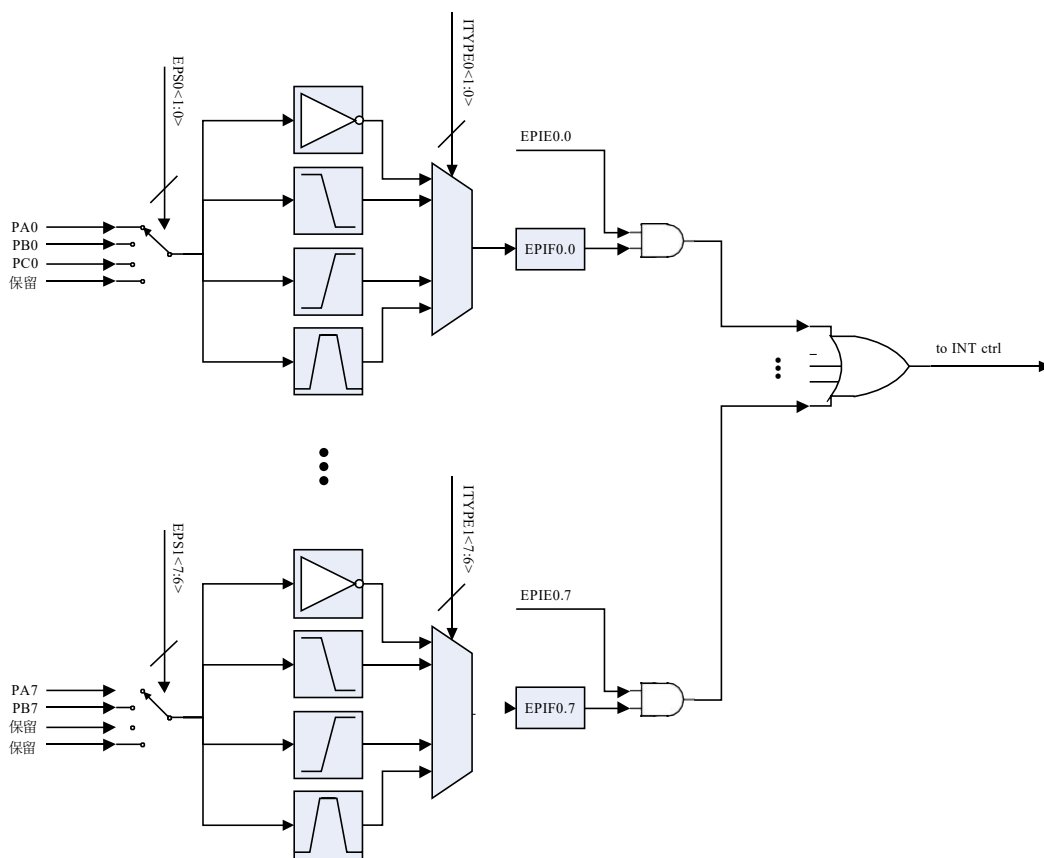 EPS0<1:0>
ITYPE0<1:0>
EPIE0.0
PA0
PB0
PC0
保留
EPIF0.0
to INT ctrl
EPS1<7:6>
ITYPE1<7:6>
EPIE0.7
PA7
PB7
保留
保留
EPIF0.7